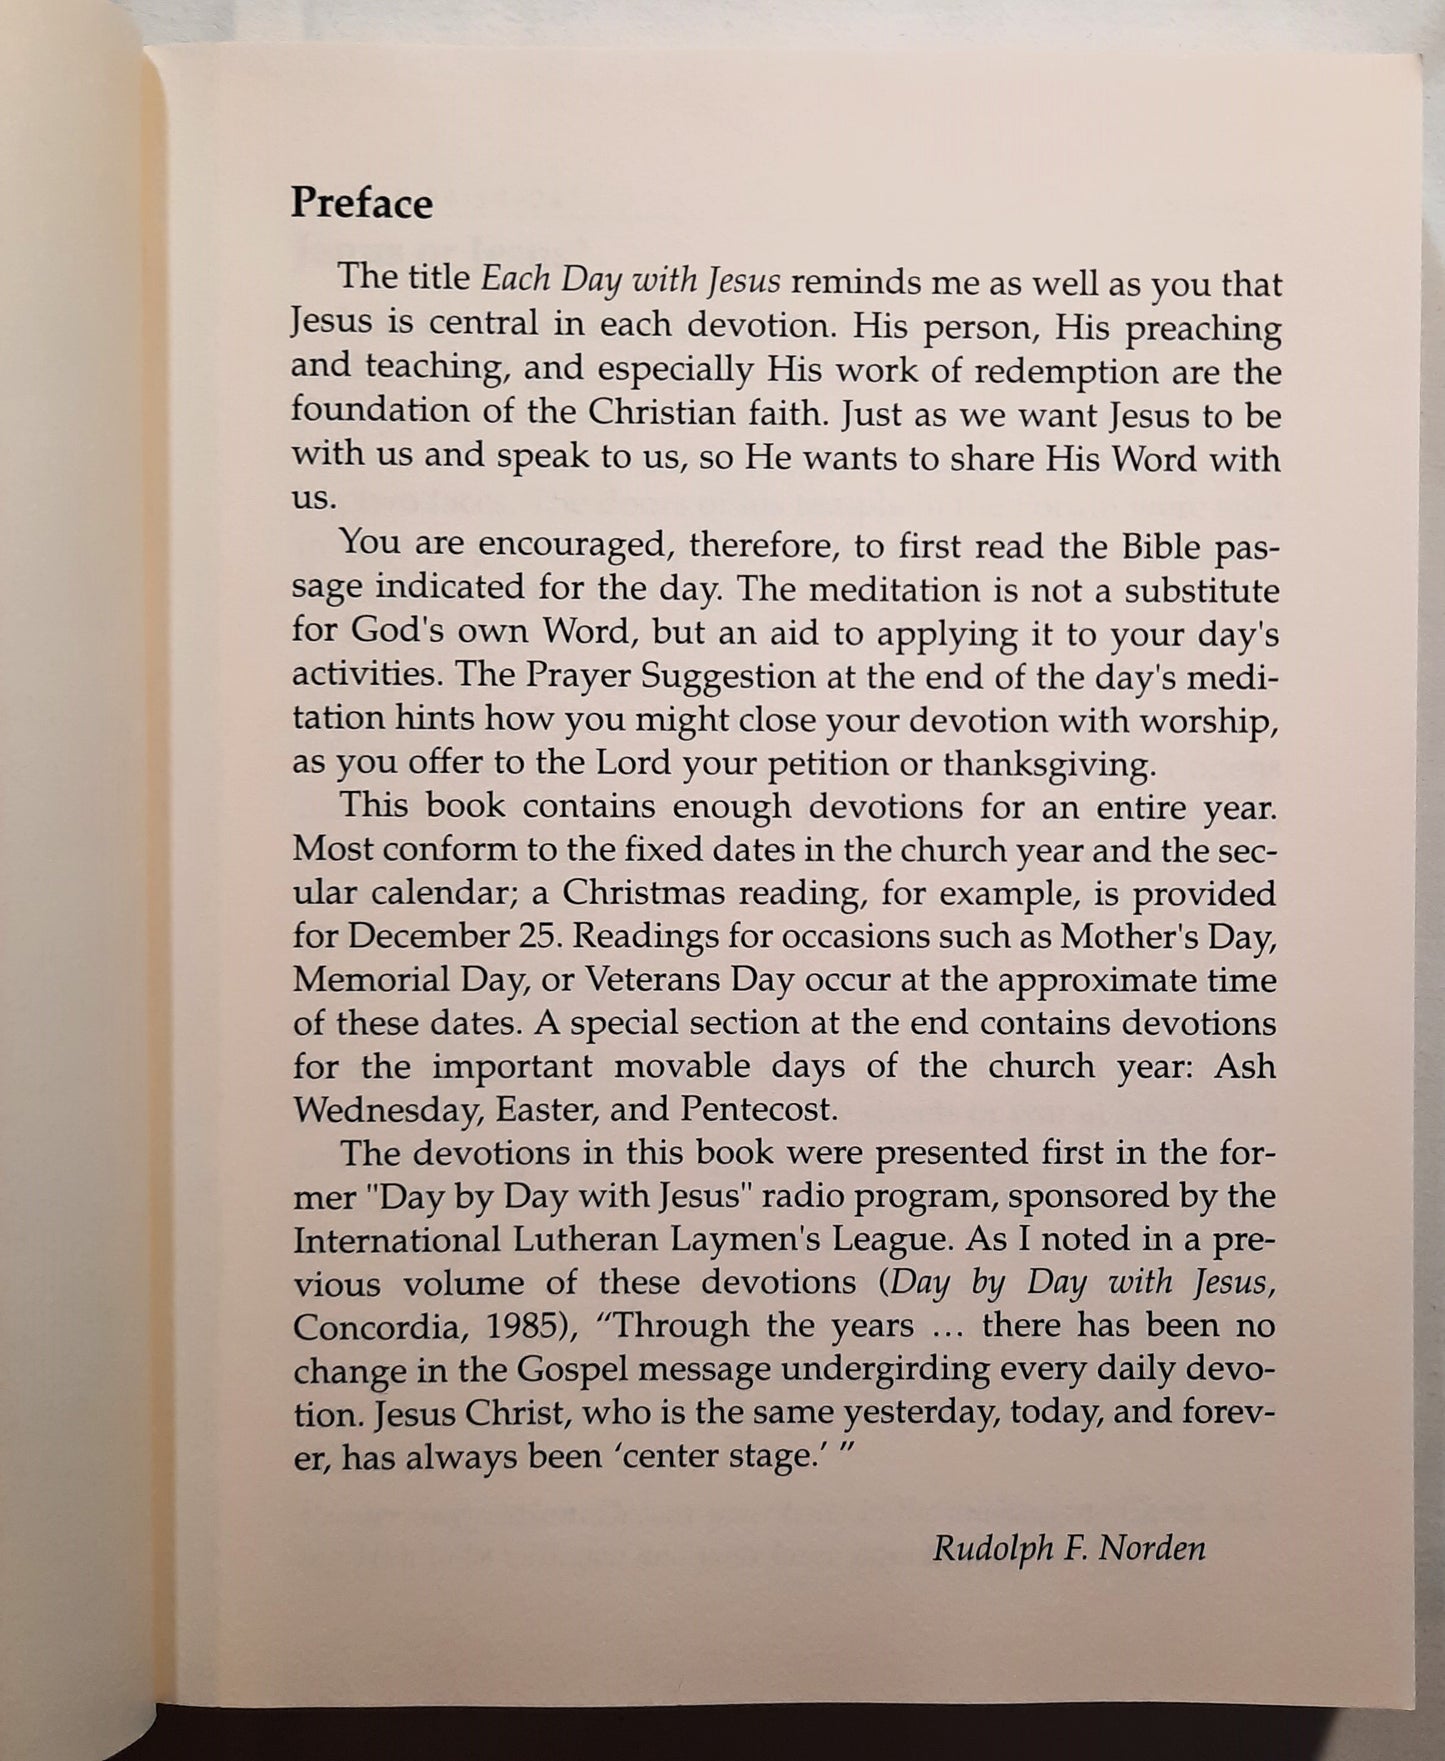 Preface
The title Each Day with Jesus reminds me as well as you that
Jesus is central in each devotion. His person, His preaching
and teaching, and especially His work of redemption are the
foundation of the Christian faith. Just as we want Jesus to be
with us and speak to us, so He wants to share His Word with
us.
You are encouraged, therefore, to first read the Bible pas-
sage indicated for the day. The meditation is not a substitute
for God's own Word, but an aid to applying it to your day's
activities. The Prayer Suggestion at the end of the day's medi-
tation hints how you might close your devotion with worship,
as you offer to the Lord your petition or thanksgiving.
This book contains enough devotions for an entire year.
Most conform to the fixed dates in the church year and the sec-
ular calendar; a Christmas reading, for example, is provided
for December 25. Readings for occasions such as Mother's Day,
Memorial Day, or Veterans Day occur at the approximate time
of these dates. A special section at the end contains devotions
for the important movable days of the church year: Ash
Wednesday, Easter, and Pentecost.
The devotions in this book were presented first in the for-
mer "Day by Day with Jesus" radio program, sponsored by the
International Lutheran Laymen's League. As I noted in a pre-
vious volume of these devotions (Day by Day with Jesus,
Concordia, 1985), “Through the years … there has been no
change in the Gospel message undergirding every daily devo-
tion. Jesus Christ, who is the same yesterday, today, and forev-
er, has always been ‘center stage.’ ”
Rudolph F. Norden